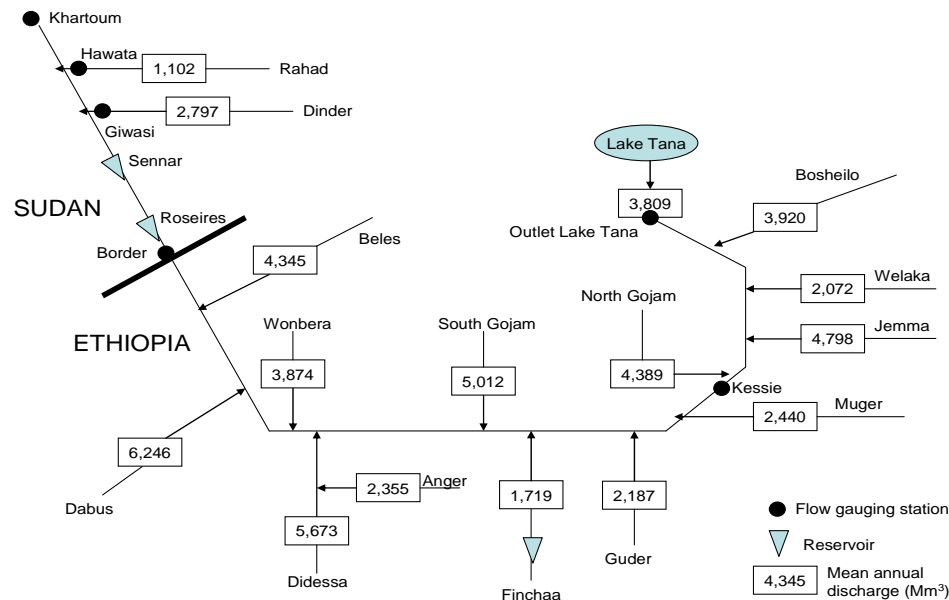 Khartoum
Hawata
1,102
Rahad
2,797
Dinder
Giwasi
Sennar
SUDAN
Roseires
Border
Lake Tana
3,809
Outlet Lake Tana
Bosheilo
3,920
Beles
4,345
ETHIOPIA
Wonbera
3,874
South Gojam
5,012
North Gojam
4,389
Welaka
2,072
Jemma
4,798
Kessie
Muger
2,440
6,246
Dabus
Anger
2,355
5,673
Didessa
1,719
Finchaa
2,187
Guder
Flow gauging station
Reservoir
4,345
Mean annual
discharge (Mm³)